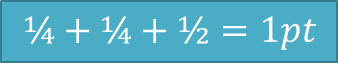 ¼ + ¼ + ½ = 1pt